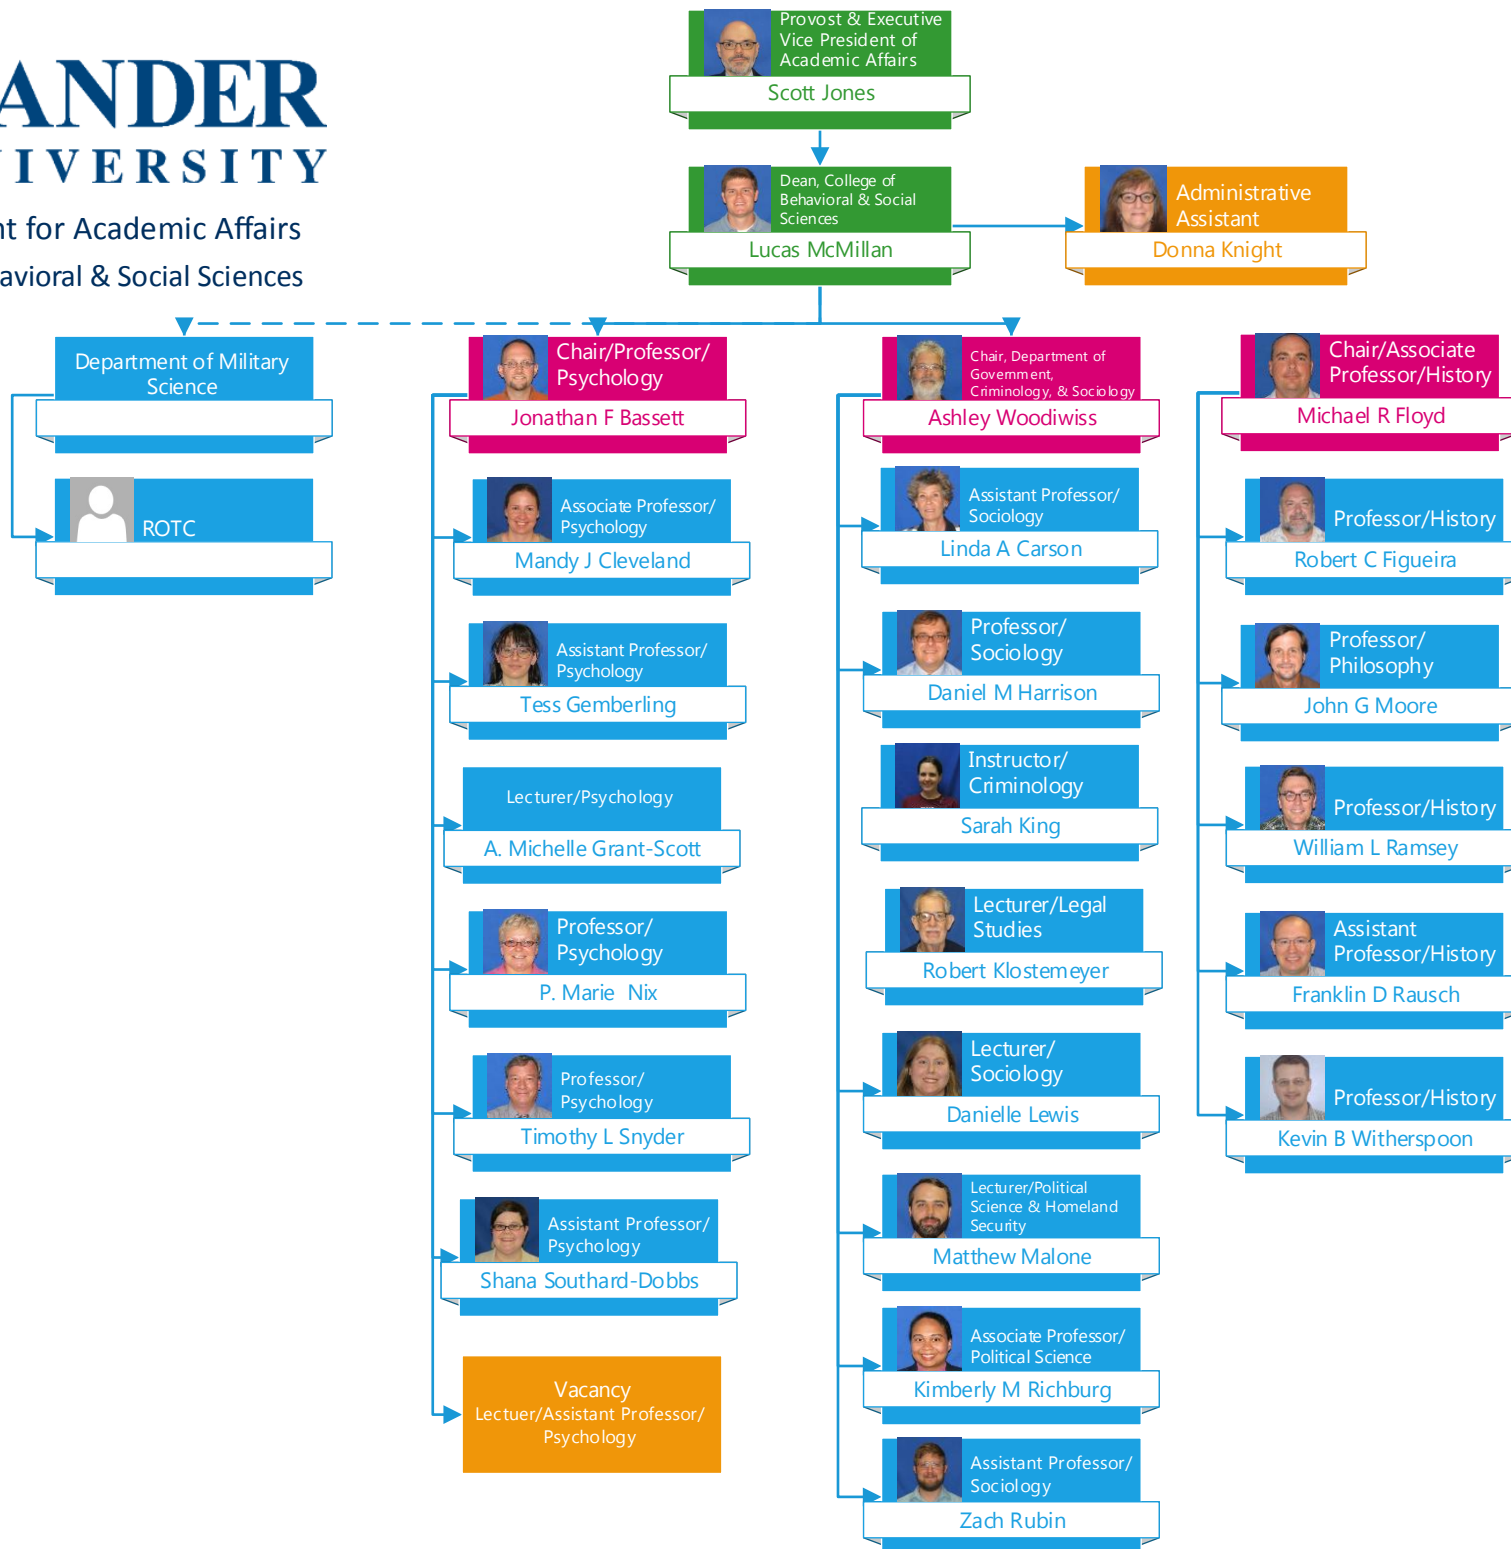 ANDER
IVERSITY
nt for Academic Affairs
avioral & Social Sciences
Provost & Executive
Vice President of
Academic Affairs
Scott Jones
Dean, College of
Behavioral & Social
Sciences
Lucas McMillan
Administrative
Assistant
Donna Knight
Department of Military
Science
ROTC
Chair/Professor/
Psychology
Jonathan F Bassett
Associate Professor/
Psychology
Mandy J Cleveland
Assistant Professor/
Psychology
Tess Gemberling
Lecturer/Psychology
A. Michelle Grant-Scott
Professor/
Psychology
P. Marie  Nix
Professor/
Psychology
Timothy L Snyder
Assistant Professor/
Psychology
Shana Southard-Dobbs
Vacancy
Lectuer/Assistant Professor/
Psychology
Chair, Department of
Government,
Criminology, & Sociology
Ashley Woodiwiss
Assistant Professor/
Sociology
Linda A Carson
Professor/
Sociology
Daniel M Harrison
Instructor/
Criminology
Sarah King
Lecturer/Legal
Studies
Robert Klostemeyer
Lecturer/
Sociology
Danielle Lewis
Lecturer/Political
Science & Homeland
Security
Matthew Malone
Associate Professor/
Political Science
Kimberly M Richburg
Assistant Professor/
Sociology
Zach Rubin
Chair/Associate
Professor/History
Michael R Floyd
Professor/History
Robert C Figueira
Professor/
Philosophy
John G Moore
Professor/History
William L Ramsey
Assistant
Professor/History
Franklin D Rausch
Professor/History
Kevin B Witherspoon